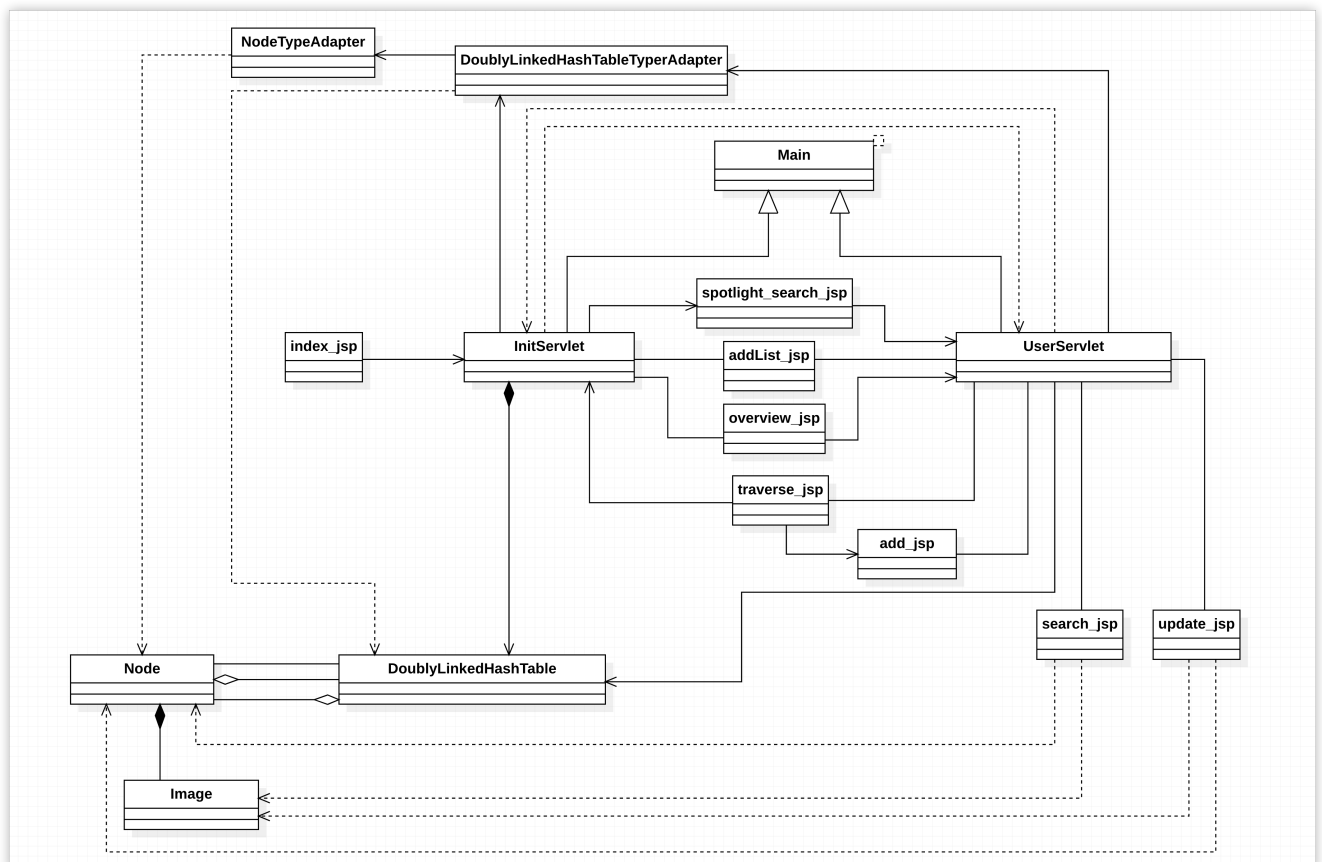 NodeTypeAdapter
DoublyLinkedHashTableTyperAdapter
Main
spotlight_search_jsp
index_jsp
InitServlet
addList_jsp
UserServlet
overview_jsp
traverse_jsp
add_jsp
search_jsp
update_jsp
Node
DoublyLinkedHashTable
Image